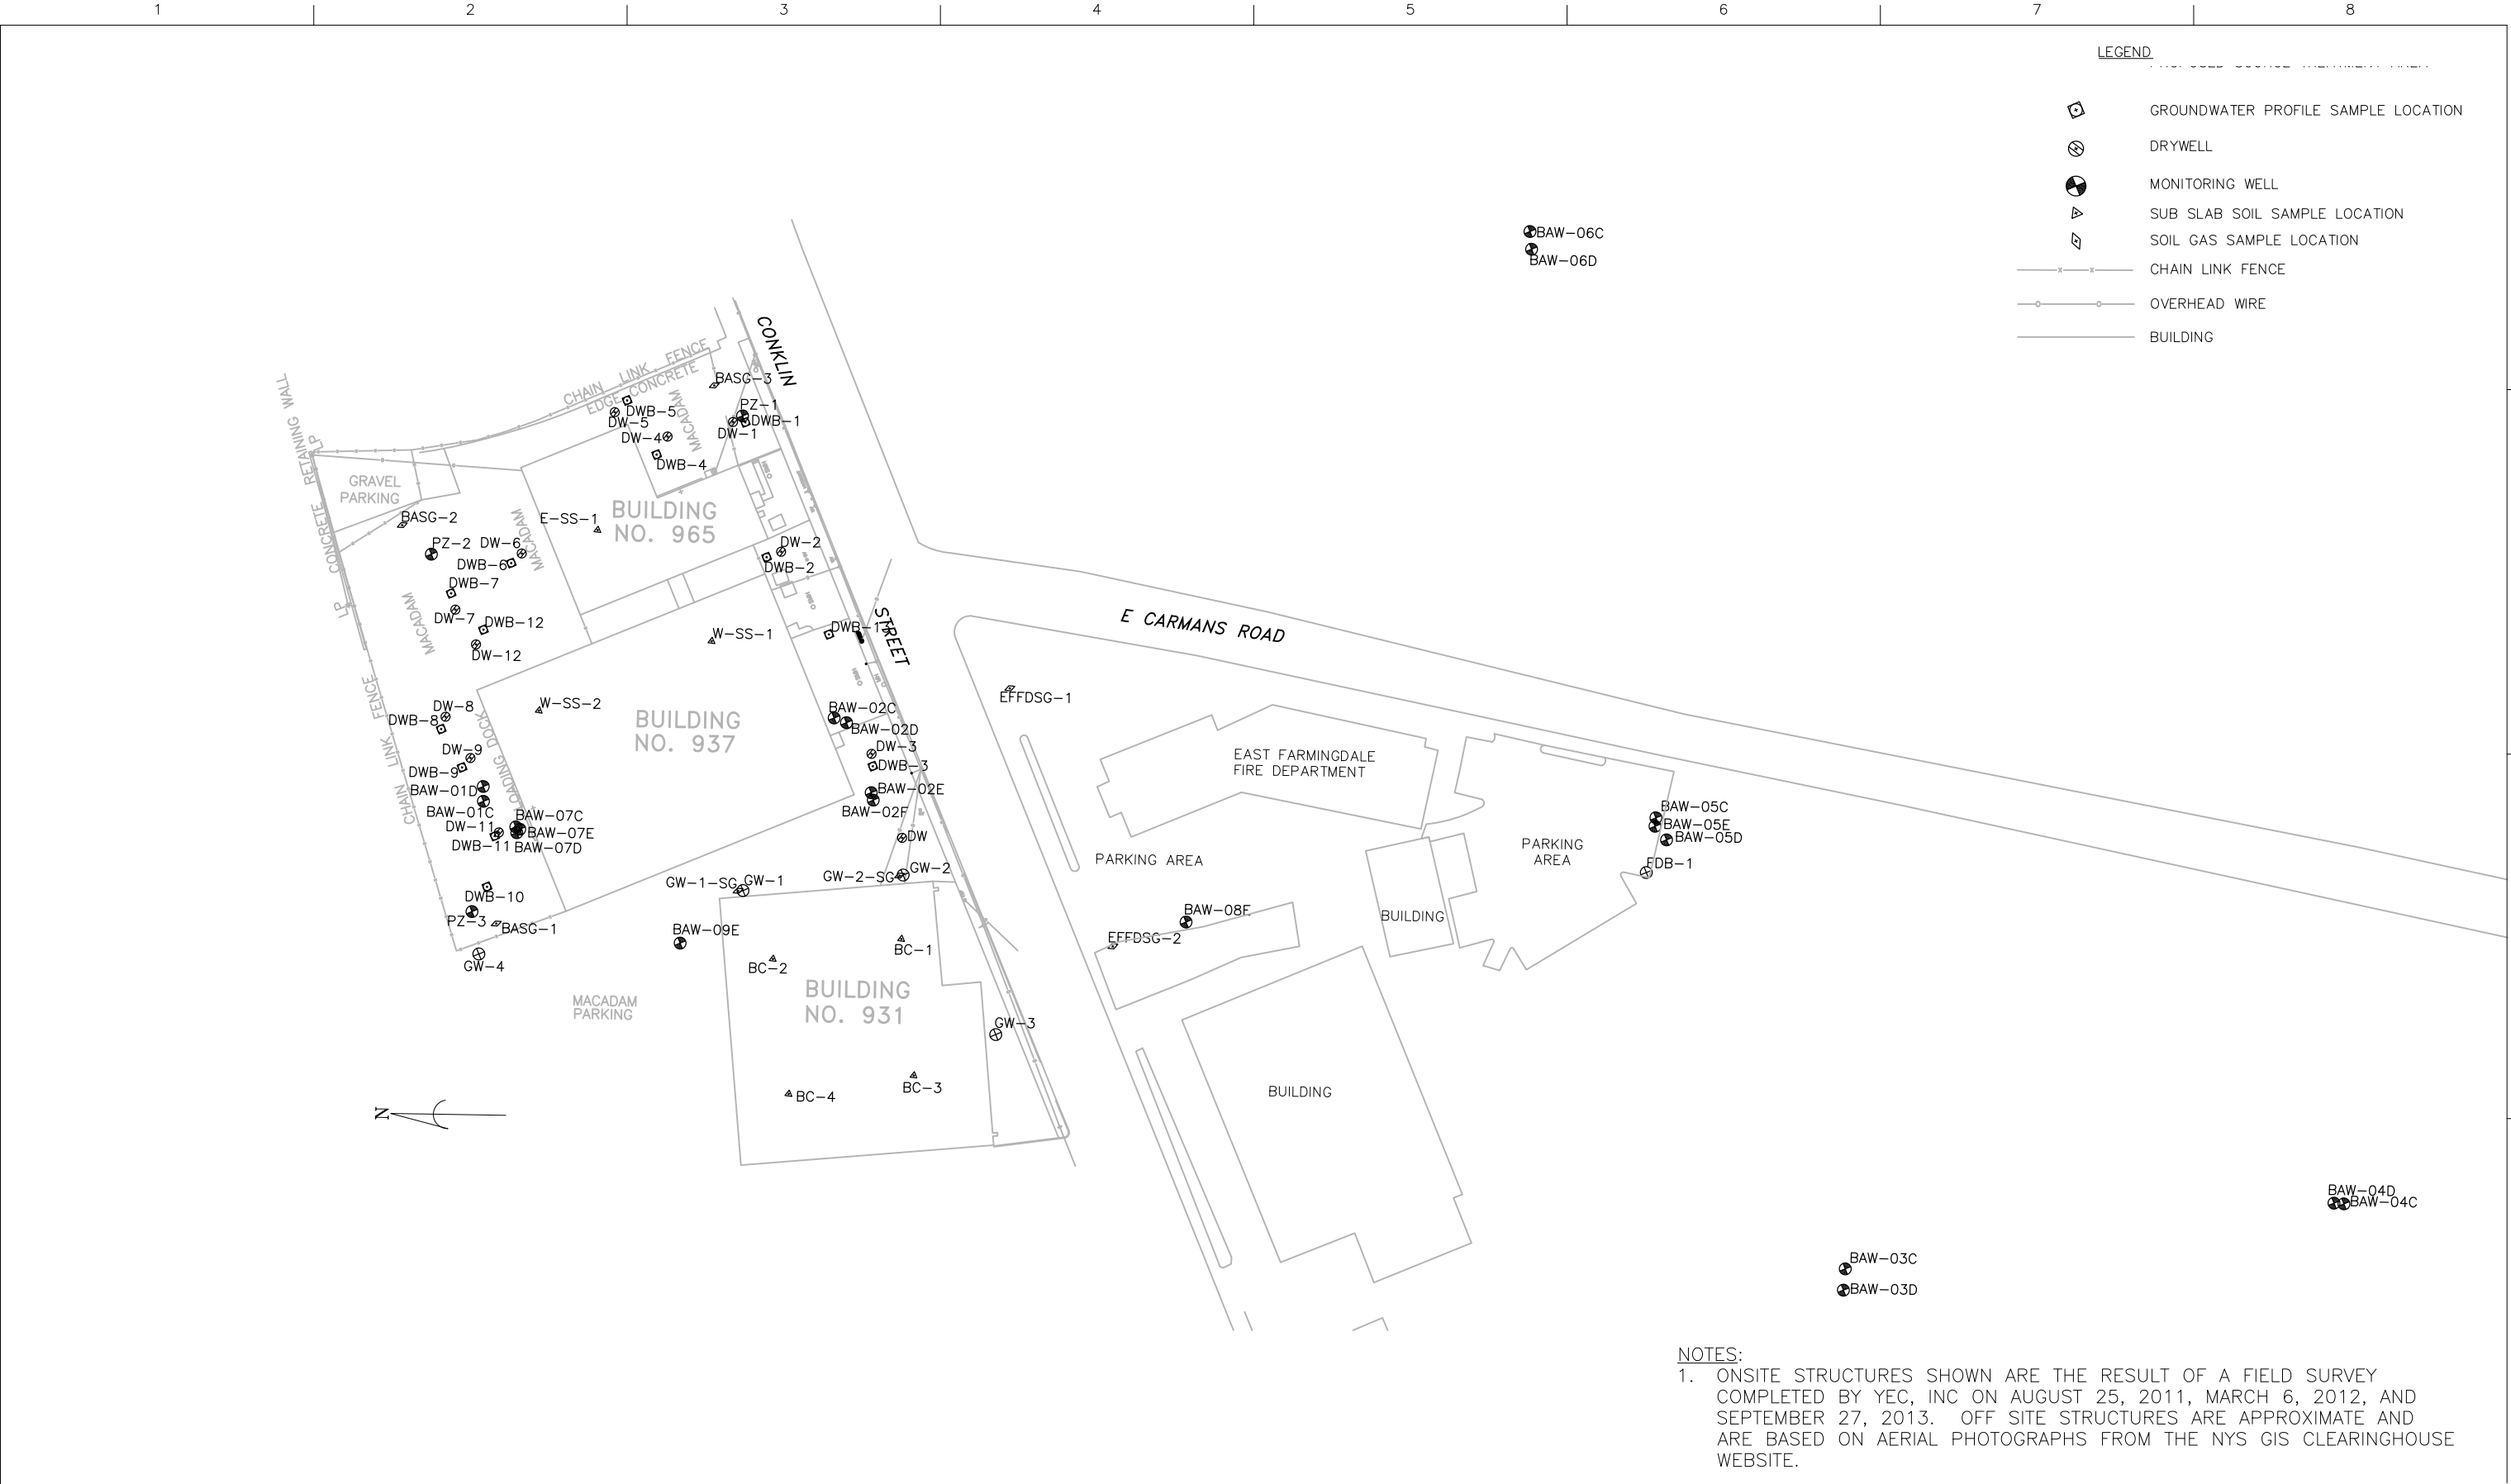 1 2 3 4 5 6 7 8
LEGEND
GROUNDWATER PROFILE SAMPLE LOCATION
DRYWELL
MONITORING WELL
SUB SLAB SOIL SAMPLE LOCATION
SOIL GAS SAMPLE LOCATION
CHAIN LINK FENCE
OVERHEAD WIRE
BUILDING
BAW-06C
BAW-06D
CONKLIN
STREET
CHAIN LINK FENCE
EDGE CONCRETE
MACADAM
BASG-3
PZ-1
DWB-1
DW-1
DWB-5
DW-5
DW-4
DWB-4
CONCRETE RETAINING WALL
LP
LP
GRAVEL
PARKING
BASG-2
PZ-2
DW-6
DWB-6
MACADAM
E-SS-1
BUILDING
NO. 965
DW-2
DWB-2
DWB-7
DW-7
DWB-12
DW-12
MACADAM
W-SS-1
DWB-1
E CARMANS ROAD
CHAIN LINK FENCE
DW-8
DWB-8
W-SS-2
LOADING DOCK
BUILDING
NO. 937
BAW-02C
BAW-02D
DW-3
DWB-3
EFFDSG-1
DW-9
DWB-9
BAW-01D
BAW-01C
BAW-07C
DW-11
BAW-07E
DWB-11
BAW-07D
BAW-02E
BAW-02F
DW
EAST FARMINGDALE
FIRE DEPARTMENT
BAW-05C
BAW-05E
BAW-05D
PARKING
AREA
PARKING AREA
FDB-1
GW-1-SG
GW-1
GW-2-SG
GW-2
DWB-10
PZ-3
BASG-1
GW-4
BAW-09E
BC-1
BC-2
BAW-08E
EFFDSG-2
BUILDING
MACADAM
PARKING
BUILDING
NO. 931
GW-3
BC-3
BC-4
BUILDING
N
BAW-04D
BAW-04C
BAW-03C
BAW-03D
NOTES:
1. ONSITE STRUCTURES SHOWN ARE THE RESULT OF A FIELD SURVEY
COMPLETED BY YEC, INC ON AUGUST 25, 2011, MARCH 6, 2012, AND
SEPTEMBER 27, 2013. OFF SITE STRUCTURES ARE APPROXIMATE AND
ARE BASED ON AERIAL PHOTOGRAPHS FROM THE NYS GIS CLEARINGHOUSE
WEBSITE.